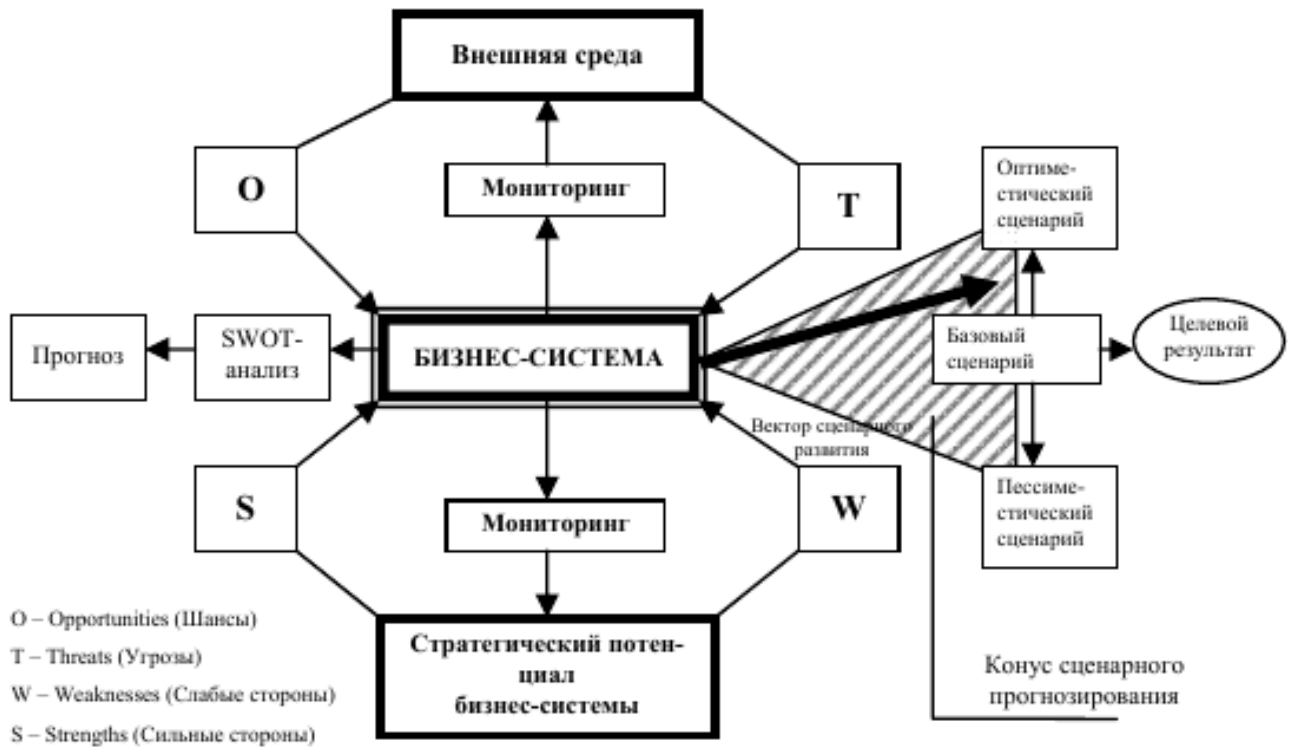 Внешняя среда
О
Мониторинг
Т
Оптиме-
стический
сценарий
Прогноз
SWOT-
анализ
БИЗНЕС-СИСТЕМА
Базовый
сценарий
Целевой
результат
Вектор сценарного
развития
S
Мониторинг
W
Пессиме-
стический
сценарий
O – Opportunities (Шансы)
T – Threats (Угрозы)
W – Weaknesses (Слабые стороны)
S – Strengths (Сильные стороны)
Стратегический потен-
циал
бизнес-системы
Конус сценарного
прогнозирования